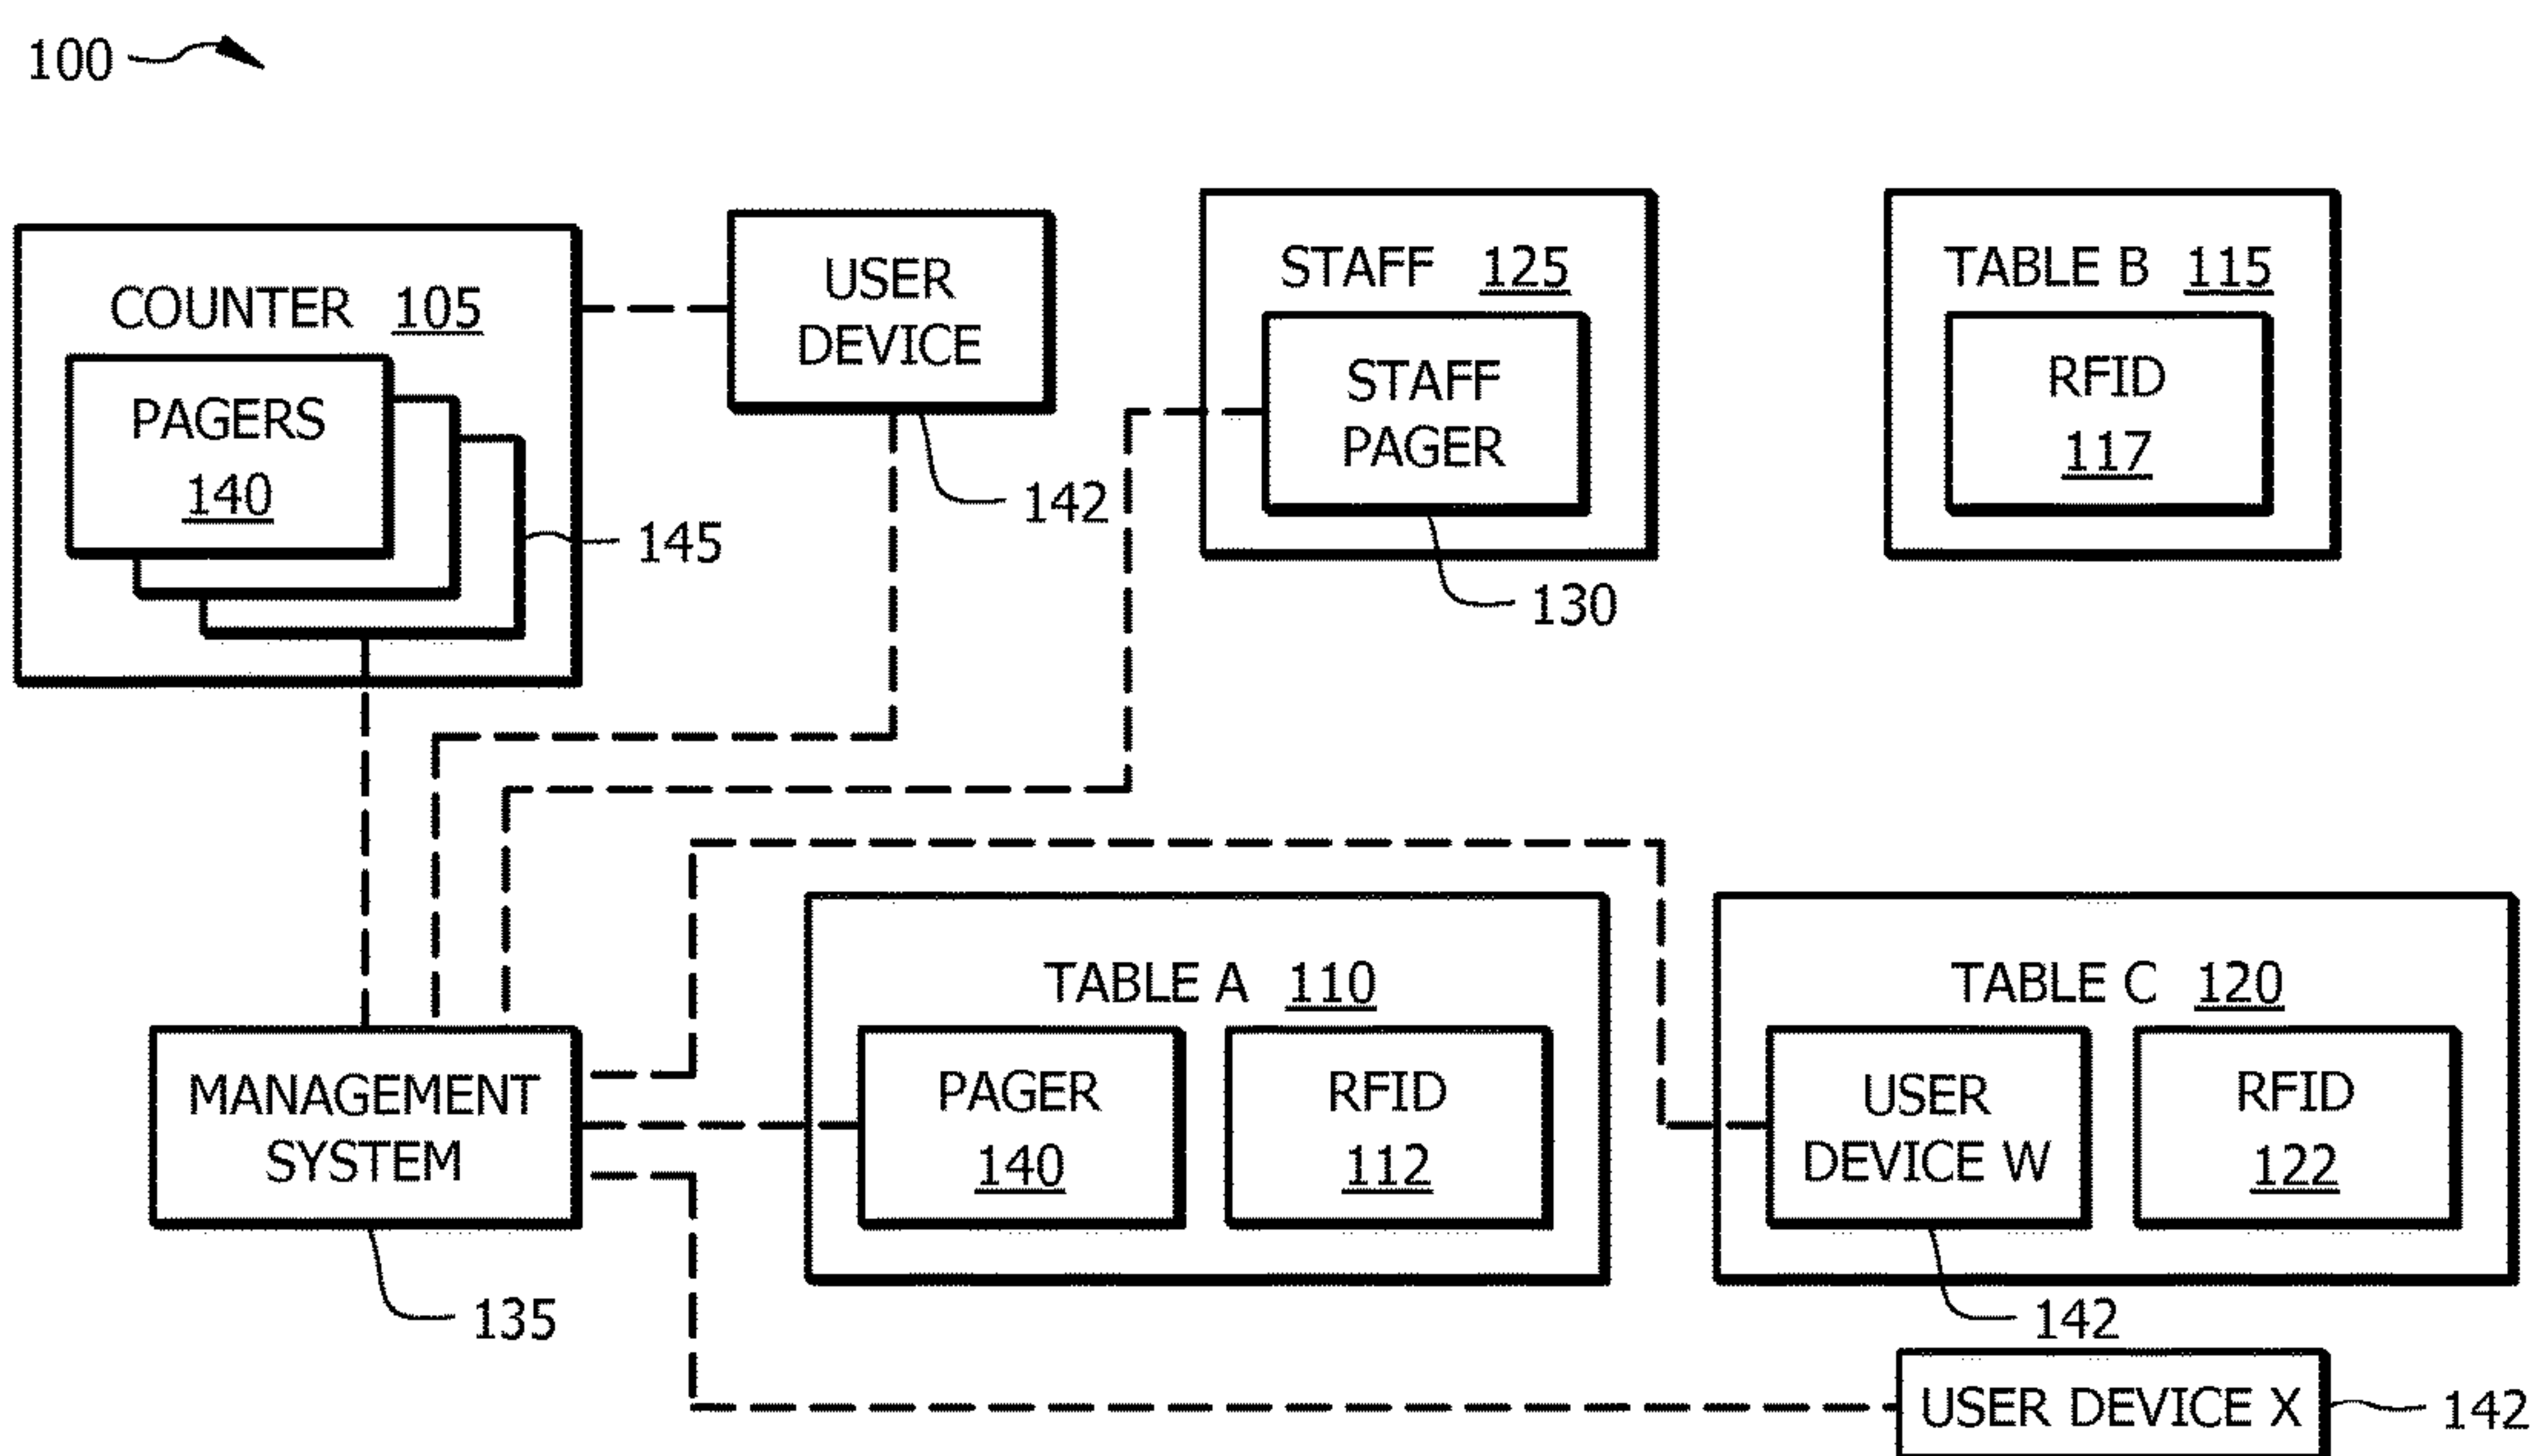 100
COUNTER 105
PAGERS
140
145
USER
DEVICE
142
STAFF 125
STAFF
PAGER
130
TABLE B 115
RFID
117
MANAGEMENT
SYSTEM
135
TABLE A 110
PAGER
140
RFID
112
TABLE C 120
USER
DEVICE W
142
RFID
122
USER DEVICE X
142